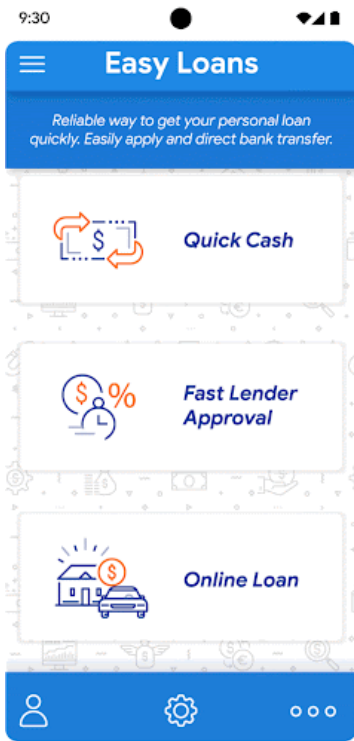 9:30
Easy Loans
Reliable way to get your personal loan
quickly. Easily apply and direct bank transfer.
$
Quick Cash
$ %
Fast Lender
Approval
$
Online Loan